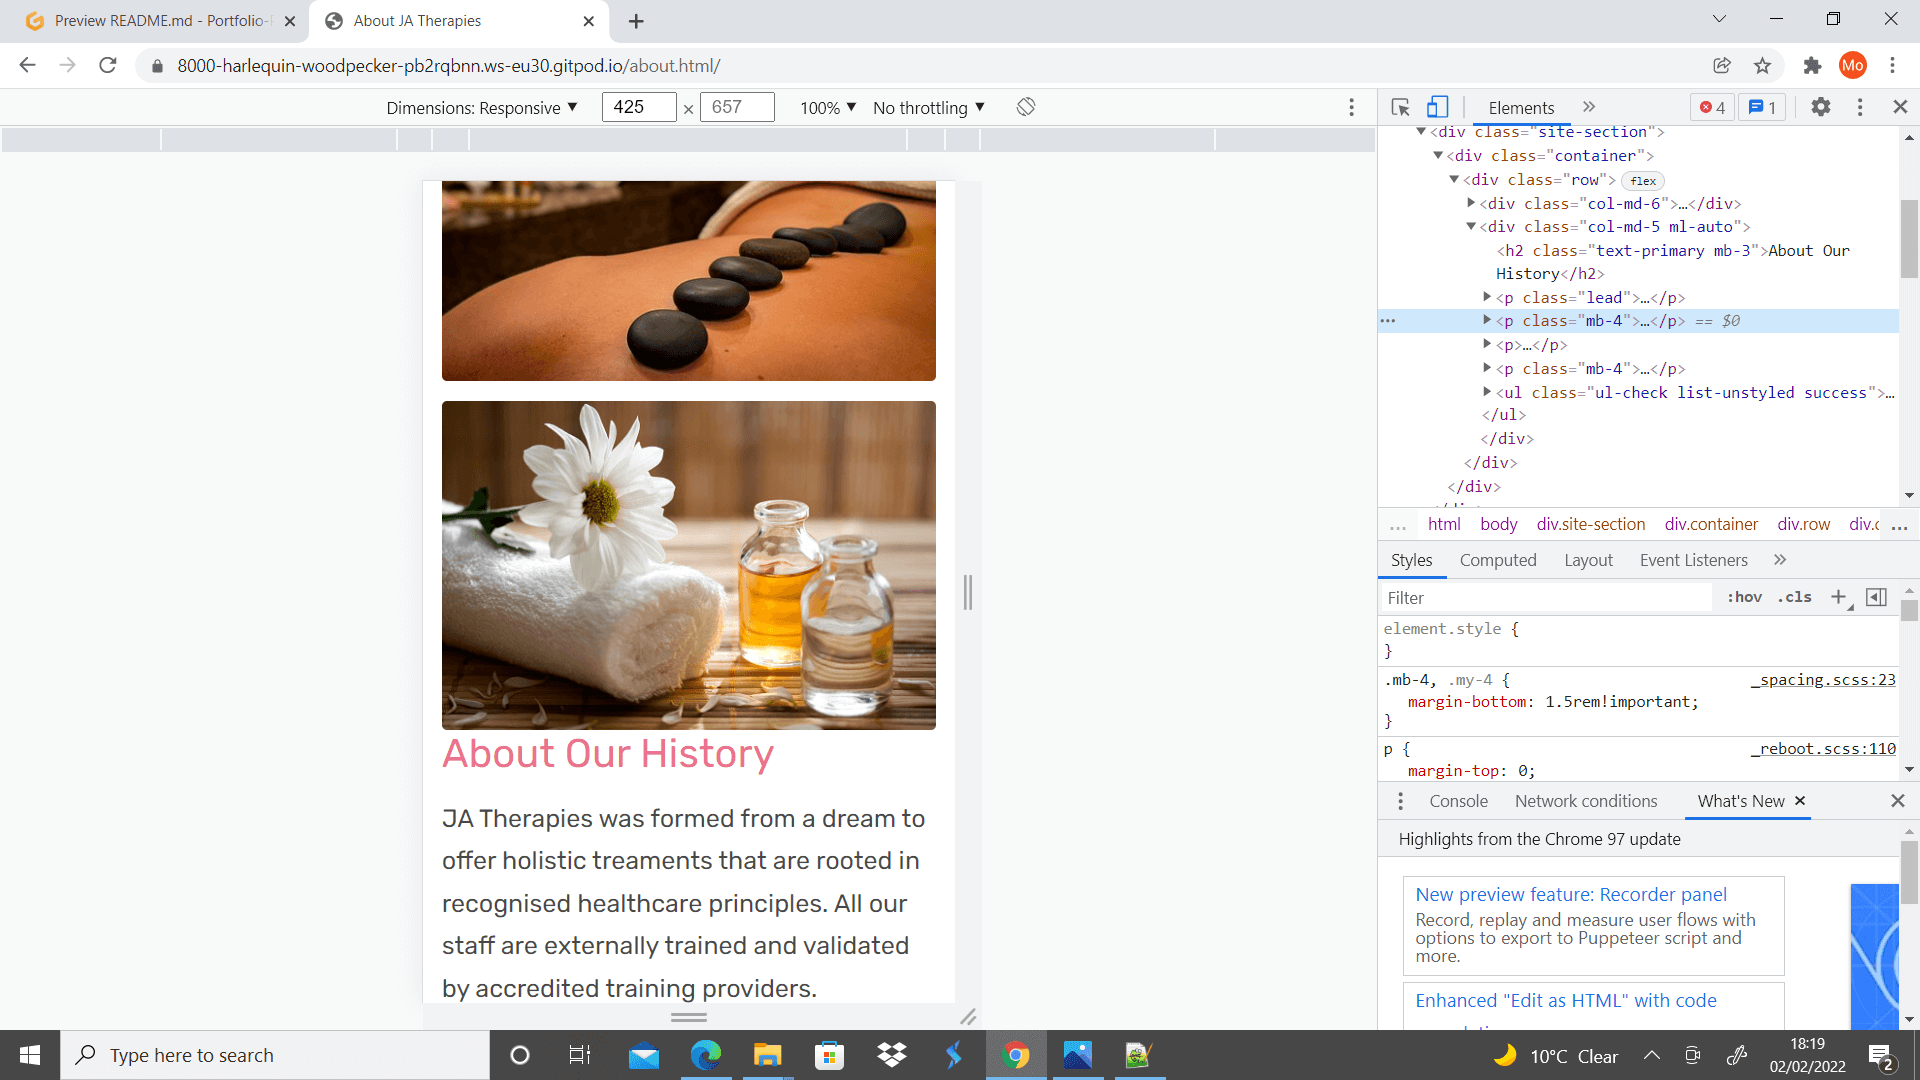 Preview README.md - Portfolio-
About JA Therapies
8000-harlequin-woodpecker-pb2rqbnn.ws-eu30.gitpod.io/about.html/
Mo
Dimensions: Responsive ▼ 425 × 657 100% ▼ No throttling ▼
Elements » 4 1
<div class="site-section">
<div class="container">
<div class="row"> flex
<div class="col-md-6">…</div>
<div class="col-md-5 ml-auto">
<h2 class="text-primary mb-3">About Our
History</h2>
<p class="lead">…</p>
<p class="mb-4">…</p> == $0
<p>…</p>
<p class="mb-4">…</p>
<ul class="ul-check list-unstyled success">…
</ul>
</div>
</div>
</div>
... html body div.site-section div.container div.row div.c ...
Styles Computed Layout Event Listeners »
Filter :hov .cls +
element.style {
}
.mb-4, .my-4 { _spacing.scss:23
margin-bottom: 1.5rem!important;
}
p { _reboot.scss:110
margin-top: 0;
Console Network conditions What's New ×
Highlights from the Chrome 97 update
New preview feature: Recorder panel
Record, replay and measure user flows with
options to export to Puppeteer script and
more.
Enhanced "Edit as HTML" with code
About Our History
JA Therapies was formed from a dream to
offer holistic treaments that are rooted in
recognised healthcare principles. All our
staff are externally trained and validated
by accredited training providers.
Type here to search
10°C Clear
18:19
02/02/2022
2